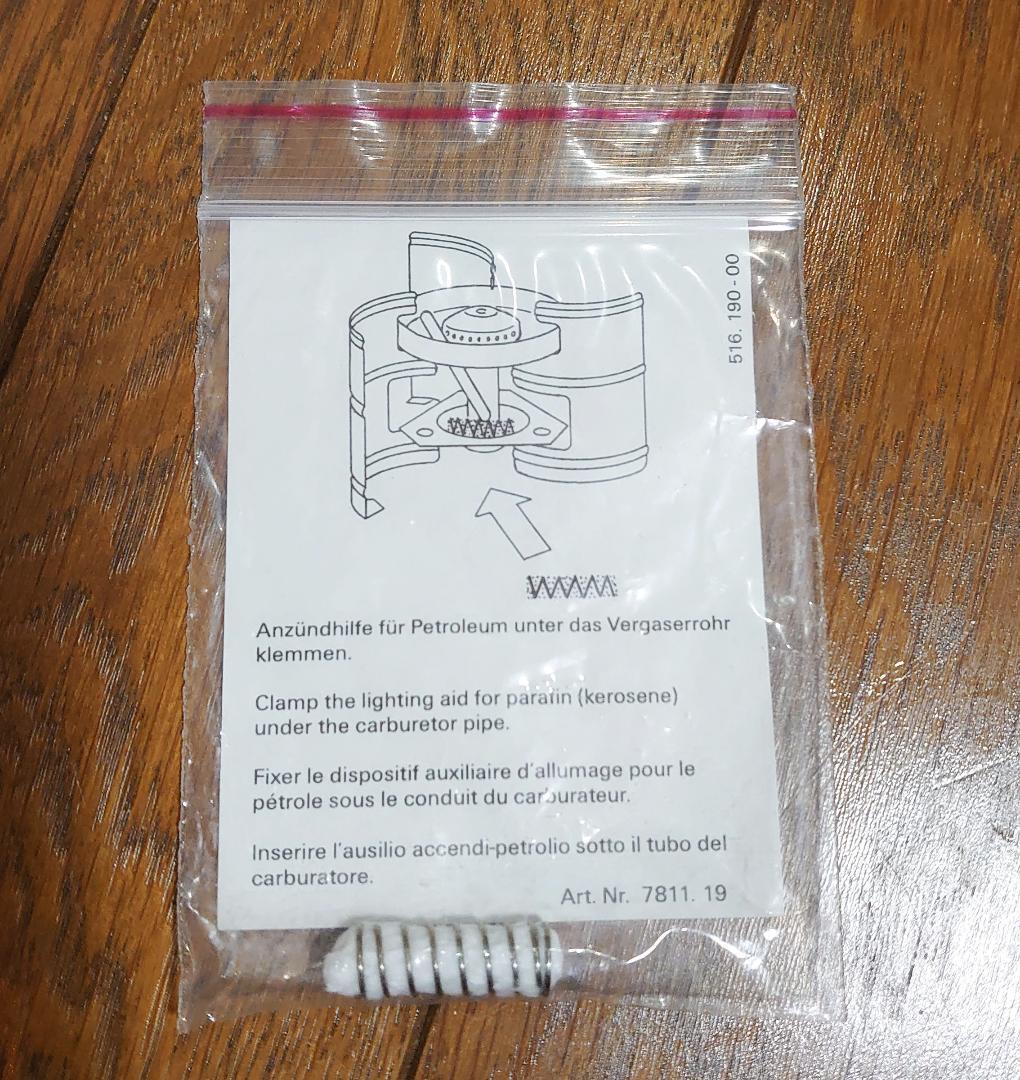 516. 190-00
Anzündhilfe für Petroleum unter das Vergaserrohr
klemmen.
Clamp the lighting aid for parafin (kerosene)
under the carburetor pipe.
Fixer le dispositif auxiliaire d'allumage pour le
pétrole sous le conduit du carburateur.
Inserire l'ausilio accendi-petrolio sotto il tubo del
carburatore.
Art. Nr. 7811. 19